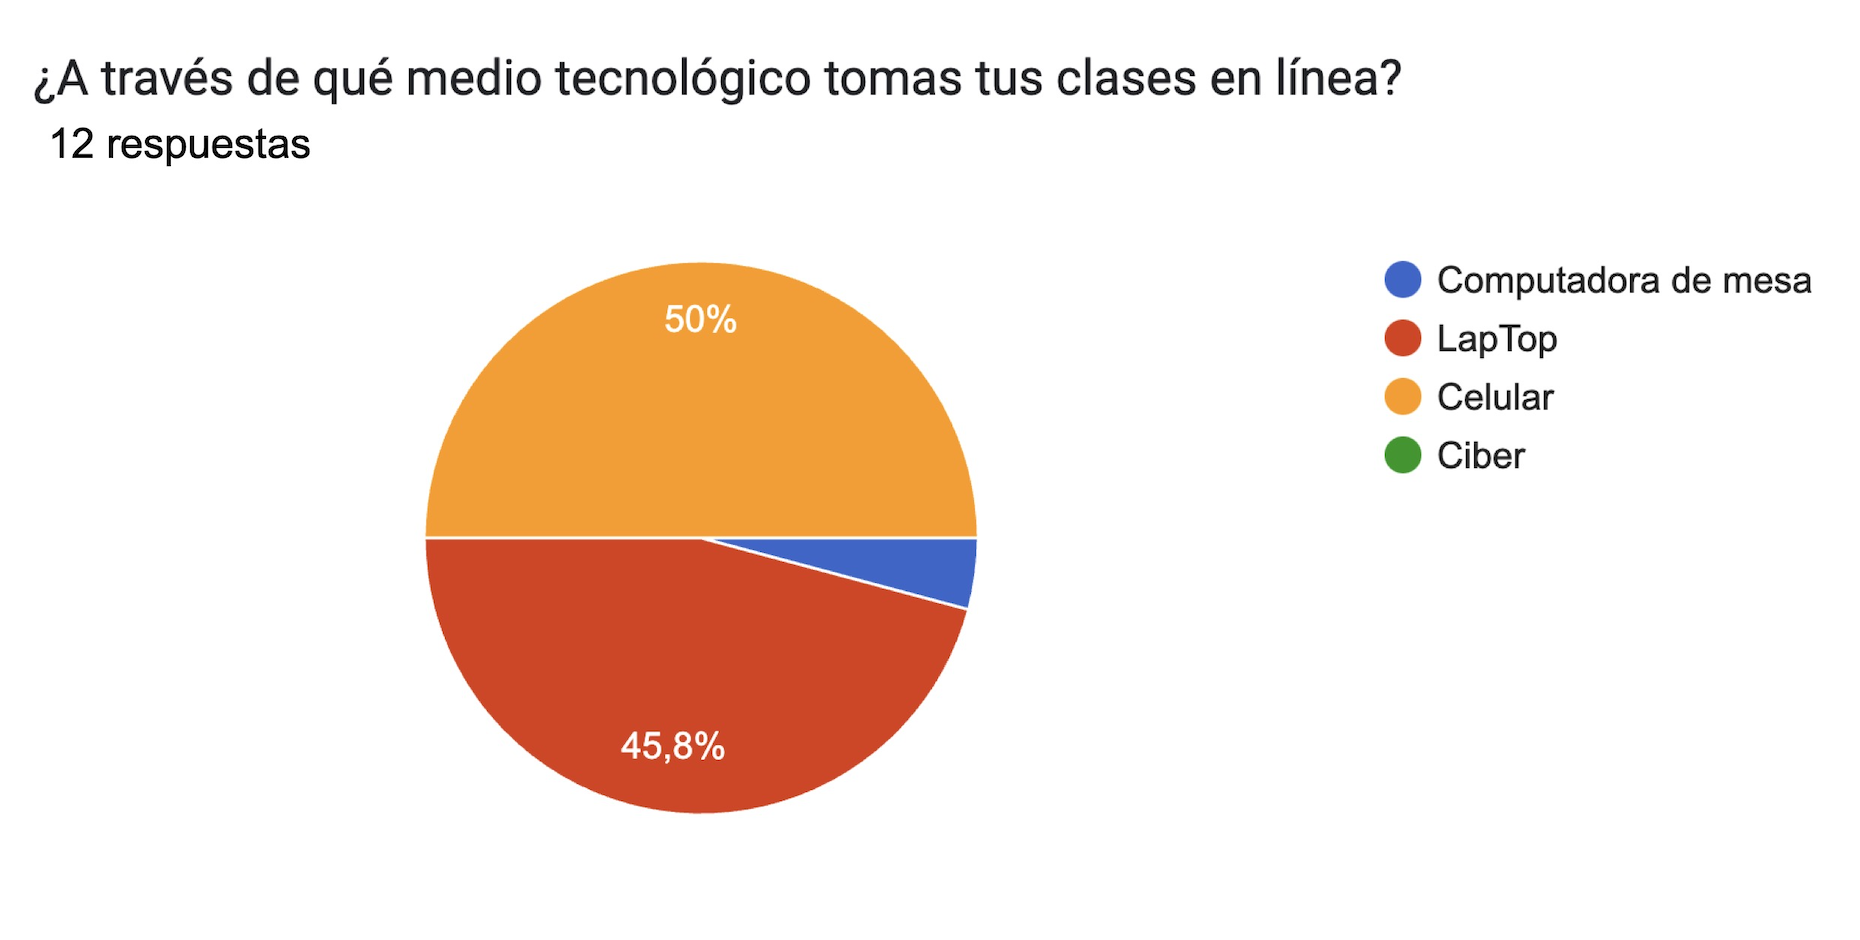 ¿A través de qué medio tecnológico tomas tus clases en línea?
12 respuestas
50%
45,8%
Computadora de mesa
LapTop
Celular
Ciber